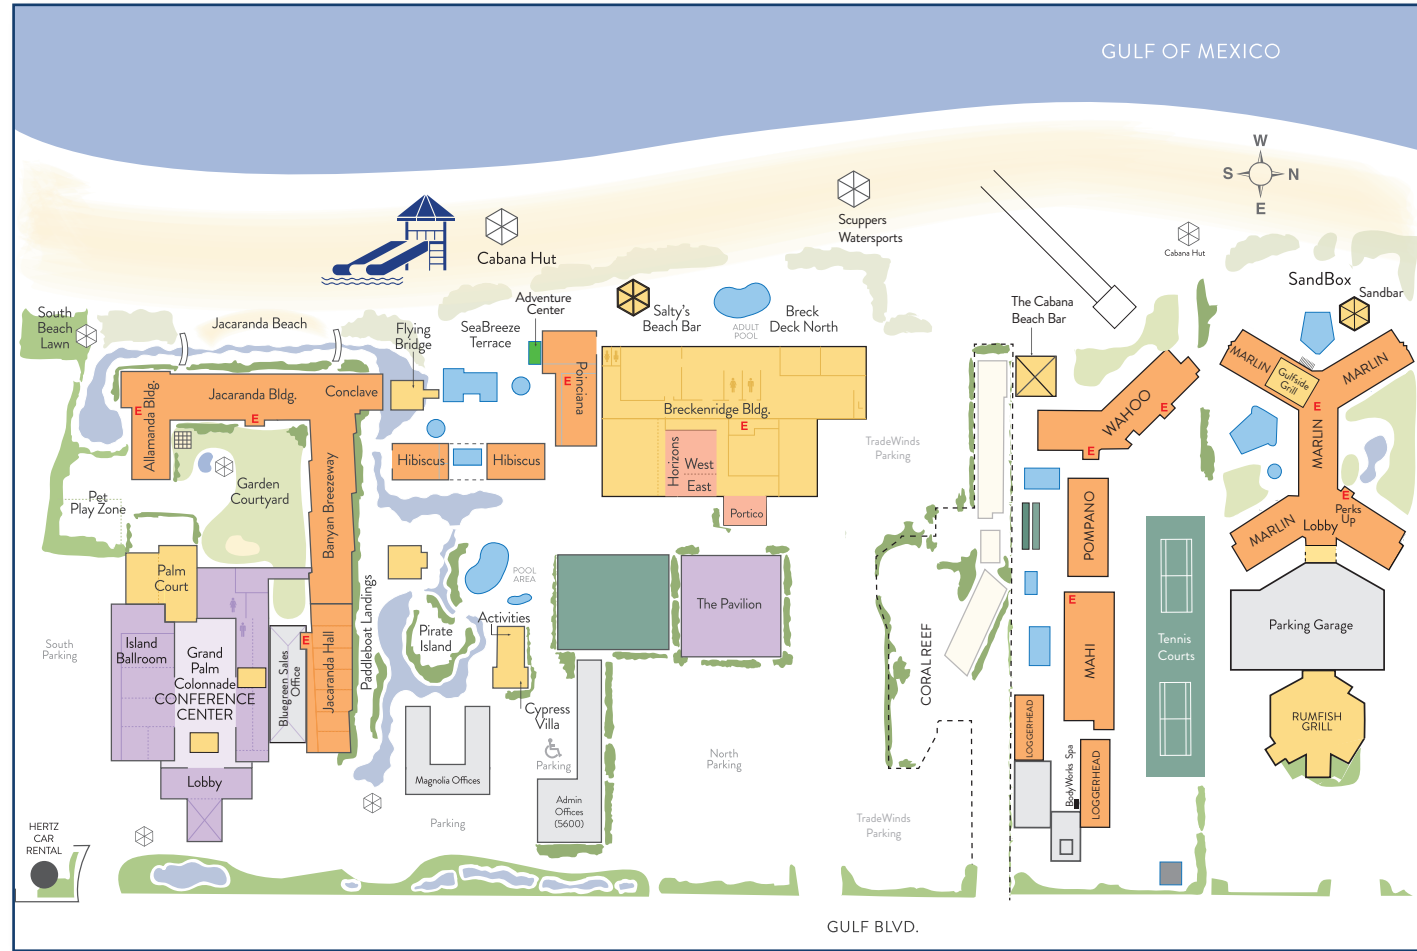 GULF OF MEXICO
W
S
N
E
Scuppers
Watersports
Cabana Hut
Cabana Hut
SandBox
Sandbar
Adventure
Center
South
Beach
Lawn
Jacaranda Beach
Flying
Bridge
SeaBreeze
Terrace
Salty's
Beach Bar
ADULT
POOL
Breck
Deck North
The Cabana
Beach Bar
MARLIN
Gulfside
Grill
MARLIN
Allamanda Bldg.
E
Jacaranda Bldg.
E
Conclave
Poinciana
E
Breckenridge Bldg.
E
WAHOO
E
E
E
MARLIN
TradeWinds
Parking
Hibiscus
Hibiscus
Horizons
West
East
Portico
Garden
Courtyard
Pet
Play Zone
Banyan Breezeway
POMPANO
E
Perks
Up
MARLIN
Lobby
Palm
Court
POOL
AREA
Paddleboat Landings
The Pavilion
E
Activities
Pirate
Island
Parking Garage
Island
Ballroom
South
Parking
Grand
Palm
Colonnade
CONFERENCE
CENTER
E
Bluegreen Sales
Office
Jacaranda Hall
CORAL REEF
MAHI
Tennis
Courts
Cypress
Villa
Parking
North
Parking
LOGGERHEAD
RUMFISH
GRILL
Lobby
Magnolia Offices
BodyWorks Spa
LOGGERHEAD
Admin
Offices
(5600)
Parking
TradeWinds
Parking
HERTZ
CAR
RENTAL
GULF BLVD.